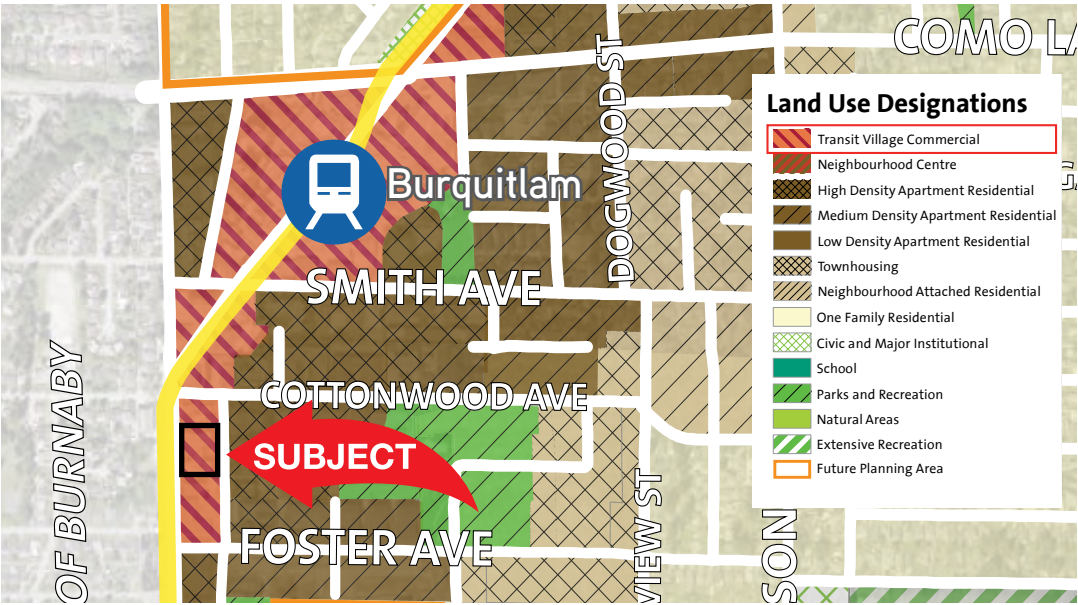 COMO LA
DOGWOOD ST
Burquitlam
SMITH AVE
COTTONWOOD AVE
SUBJECT
FOSTER AVE
OF BURNABY
VIEW ST
SON
Land Use Designations
Transit Village Commercial
Neighbourhood Centre
High Density Apartment Residential
Medium Density Apartment Residential
Low Density Apartment Residential
Townhousing
Neighbourhood Attached Residential
One Family Residential
Civic and Major Institutional
School
Parks and Recreation
Natural Areas
Extensive Recreation
Future Planning Area